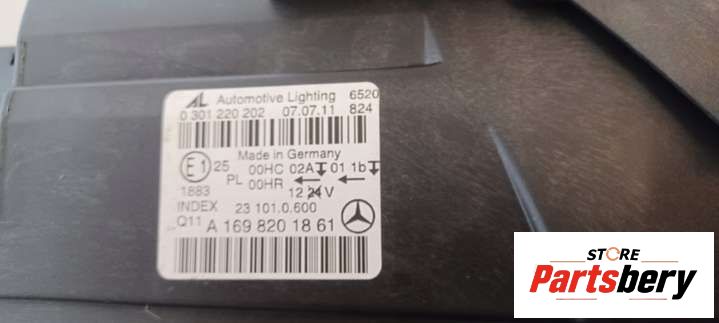 AL Automotive Lighting 6520
0 301 220 202 07.07.11 824
Made in Germany
E1 25 00HC 02A 01 1b
PL 00HR
1883 12 24 V
INDEX 23 101.0.600
Q11 A 169 820 18 61
STORE
Partsbery